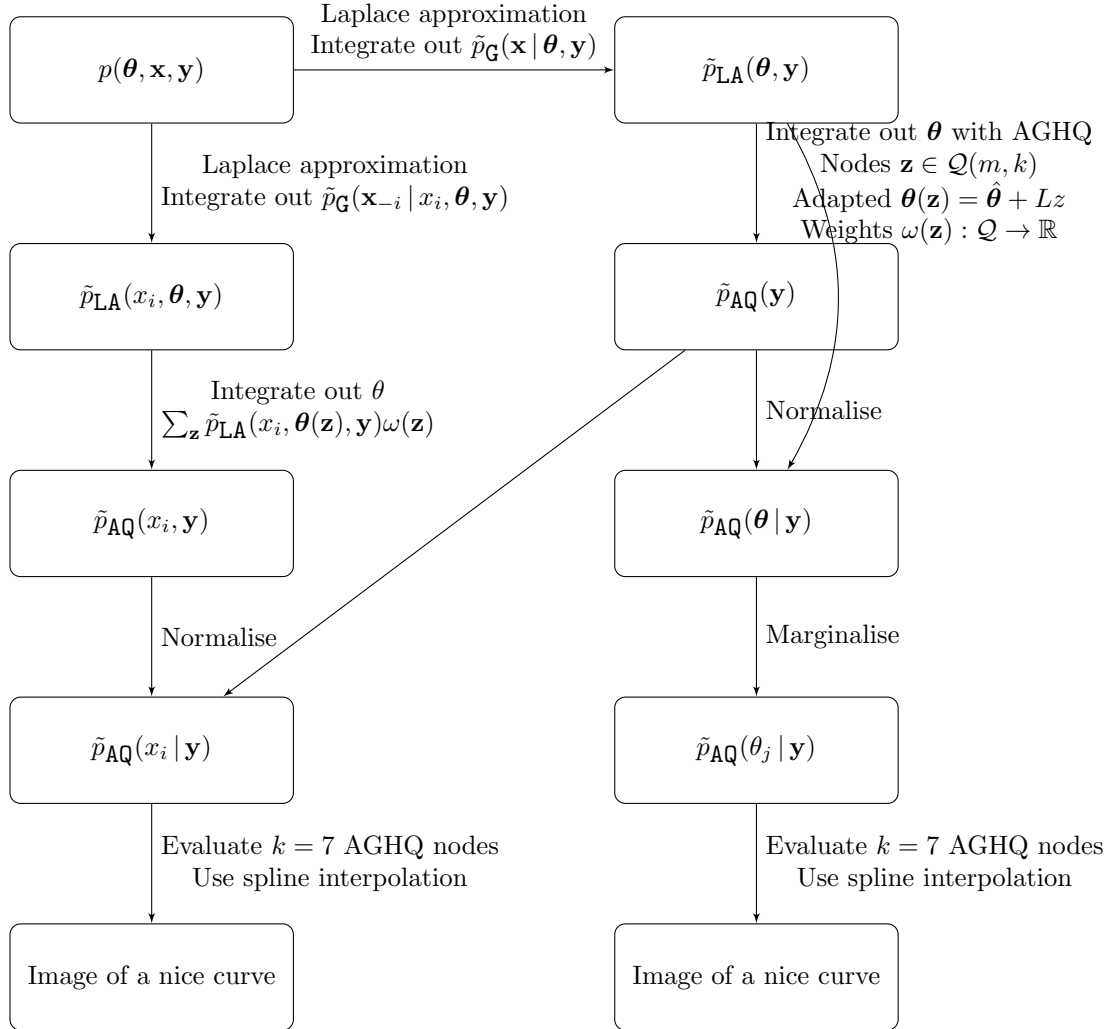 Laplace approximation
Integrate out p̃_G(𝐱 | 𝜽, 𝐲)
p(𝜽, 𝐱, 𝐲)
p̃_LA(𝜽, 𝐲)
Laplace approximation
Integrate out p̃_G(𝐱_{−i} | x_i, 𝜽, 𝐲)
Integrate out 𝜽 with AGHQ
Nodes 𝐳 ∈ 𝒬(m, k)
Adapted 𝜽(𝐳) = 𝜽̂ + Lz
Weights ω(𝐳) : 𝒬 → ℝ
p̃_LA(x_i, 𝜽, 𝐲)
p̃_AQ(𝐲)
Integrate out θ
∑_𝐳 p̃_LA(x_i, 𝜽(𝐳), 𝐲)ω(𝐳)
Normalise
p̃_AQ(x_i, 𝐲)
p̃_AQ(𝜽 | 𝐲)
Normalise
Marginalise
p̃_AQ(x_i | 𝐲)
p̃_AQ(θ_j | 𝐲)
Evaluate k = 7 AGHQ nodes
Use spline interpolation
Evaluate k = 7 AGHQ nodes
Use spline interpolation
Image of a nice curve
Image of a nice curve